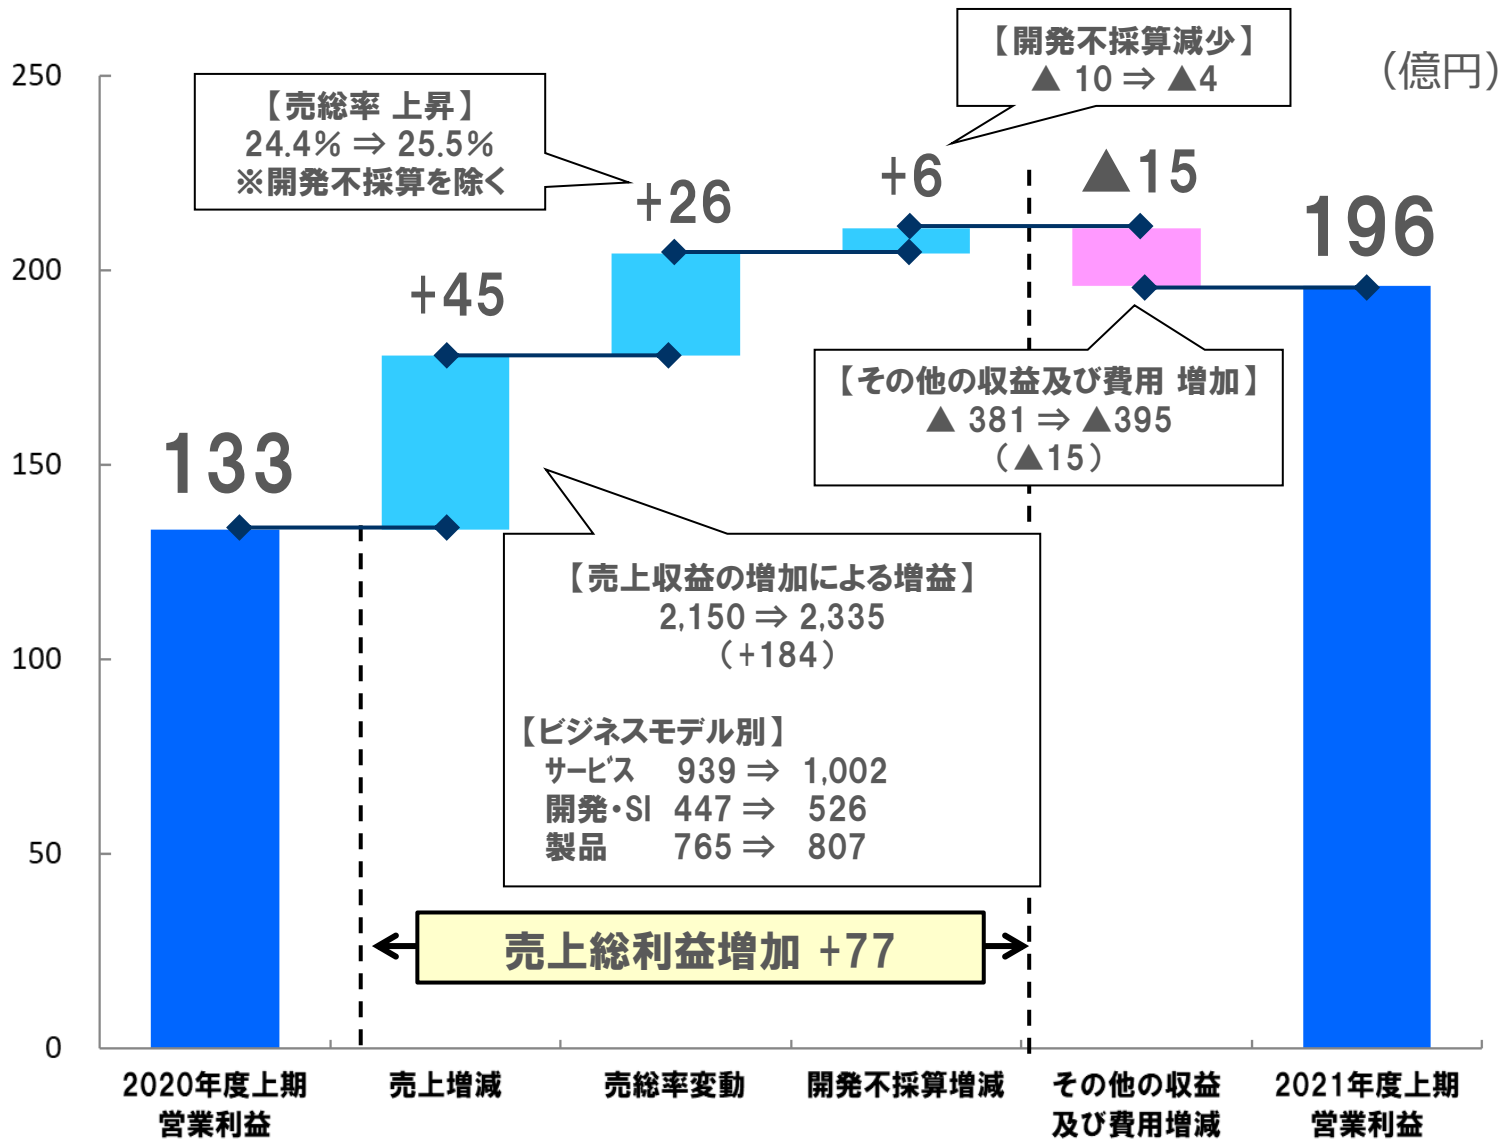 （億円）
250
200
150
100
50
0
【売総率 上昇】
24.4% ⇒ 25.5%
※開発不採算を除く
【開発不採算減少】
▲ 10 ⇒ ▲4
133
+45
+26
+6
▲15
196
【その他の収益及び費用 増加】
▲ 381 ⇒ ▲395
（▲15）
【売上収益の増加による増益】
2,150 ⇒ 2,335
（+184）
【ビジネスモデル別】
ｻｰﾋﾞｽ 939 ⇒ 1,002
開発・SI 447 ⇒ 526
製品 765 ⇒ 807
売上総利益増加 +77
2020年度上期
営業利益
売上増減
売総率変動
開発不採算増減
その他の収益
及び費用増減
2021年度上期
営業利益